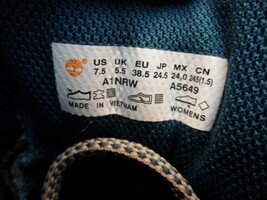 US UK EU JP MX CN
7.5 5.5 38.5 24.5 24,0 245(1.5)
A1NRW A5649
MADE IN VIETNAM WOMENS